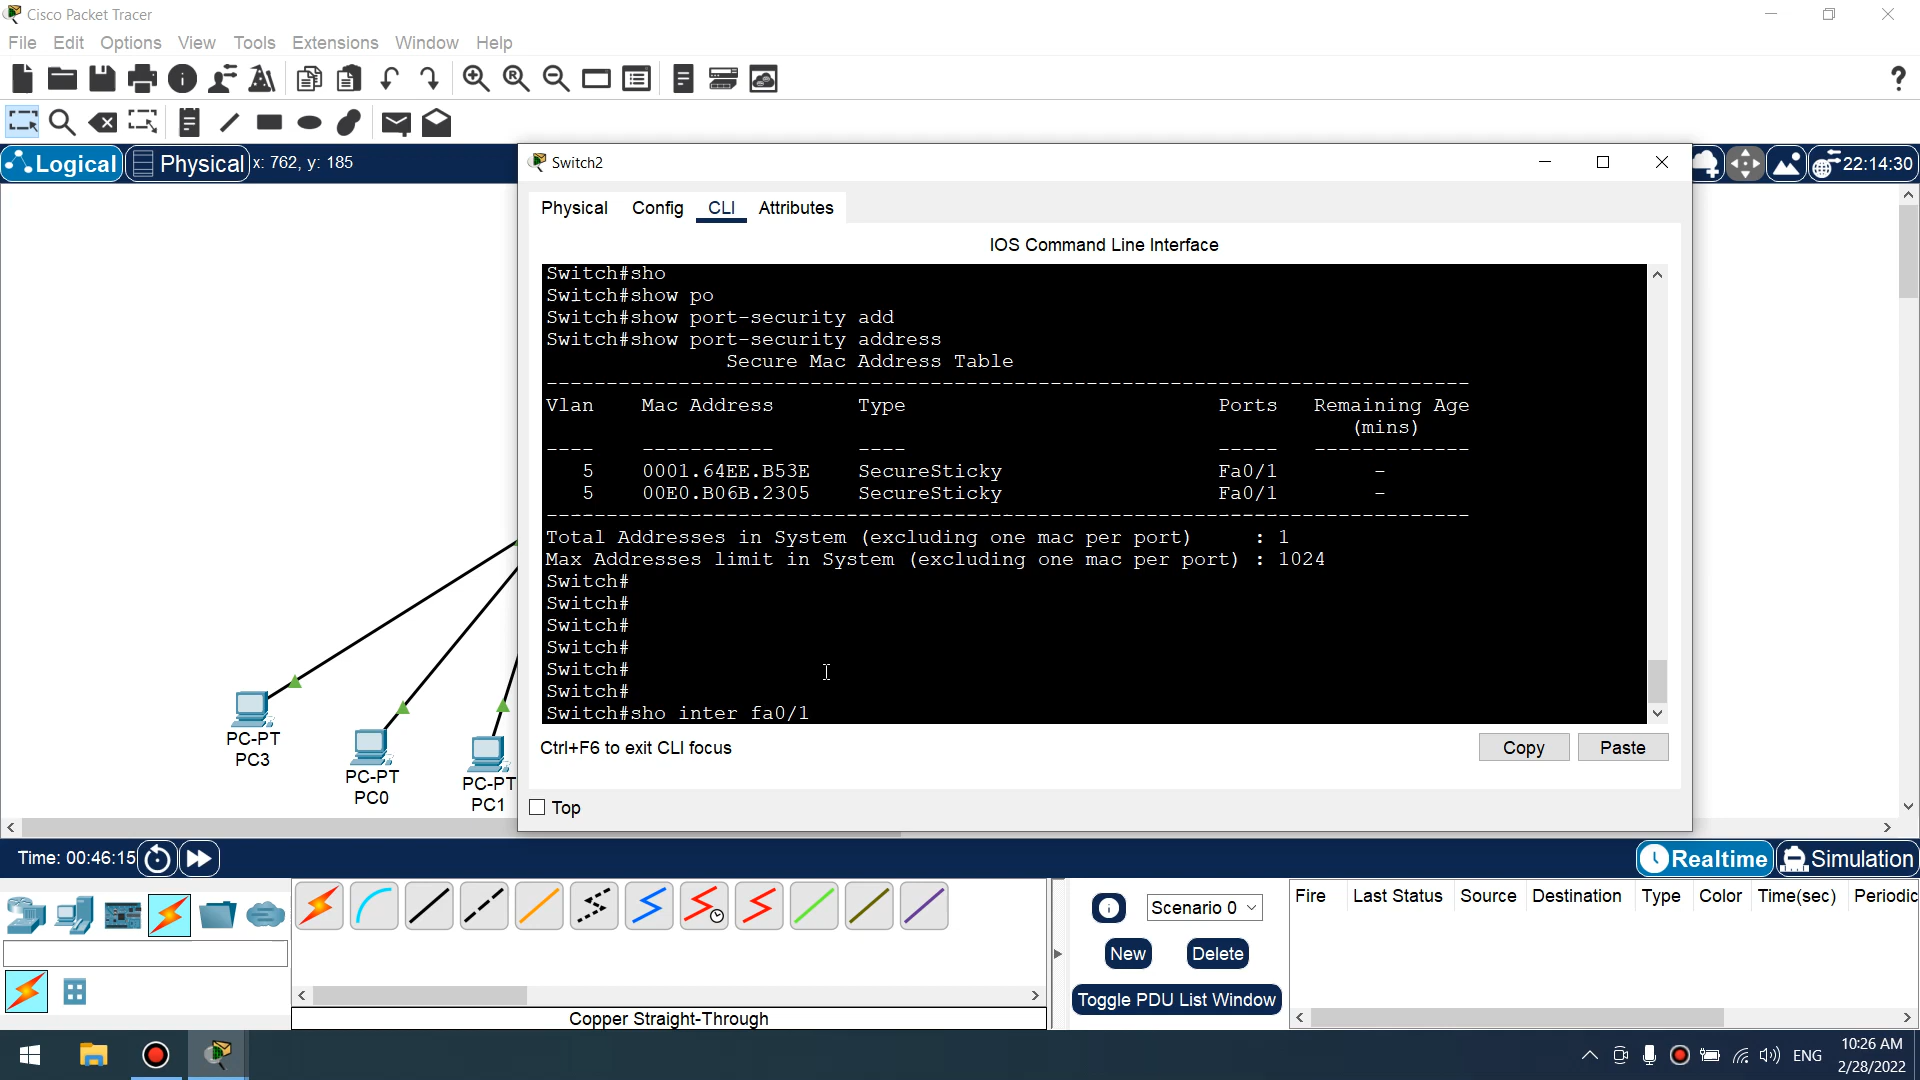 Cisco Packet Tracer
File Edit Options View Tools Extensions Window Help
Logical Physical x: 762, y: 185
22:14:30
Switch2
Physical Config CLI Attributes
IOS Command Line Interface
Switch#sho
Switch#show po
Switch#show port-security add
Switch#show port-security address
Secure Mac Address Table
------------------------------------------------------------------------------
Vlan Mac Address Type Ports Remaining Age
(mins)
---- ----------- ---- ----- -------------
5 0001.64EE.B53E SecureSticky Fa0/1 -
5 00E0.B06B.2305 SecureSticky Fa0/1 -
------------------------------------------------------------------------------
Total Addresses in System (excluding one mac per port) : 1
Max Addresses limit in System (excluding one mac per port) : 1024
Switch#
Switch#
Switch#
Switch#
Switch#
Switch#
Switch#sho inter fa0/1
Ctrl+F6 to exit CLI focus
Copy Paste
Top
PC-PT
PC3
PC-PT
PC0
PC-PT
PC1
Time: 00:46:15
Realtime Simulation
Scenario 0
New Delete
Toggle PDU List Window
Fire Last Status Source Destination Type Color Time(sec) Periodic
Copper Straight-Through
ENG
10:26 AM
2/28/2022